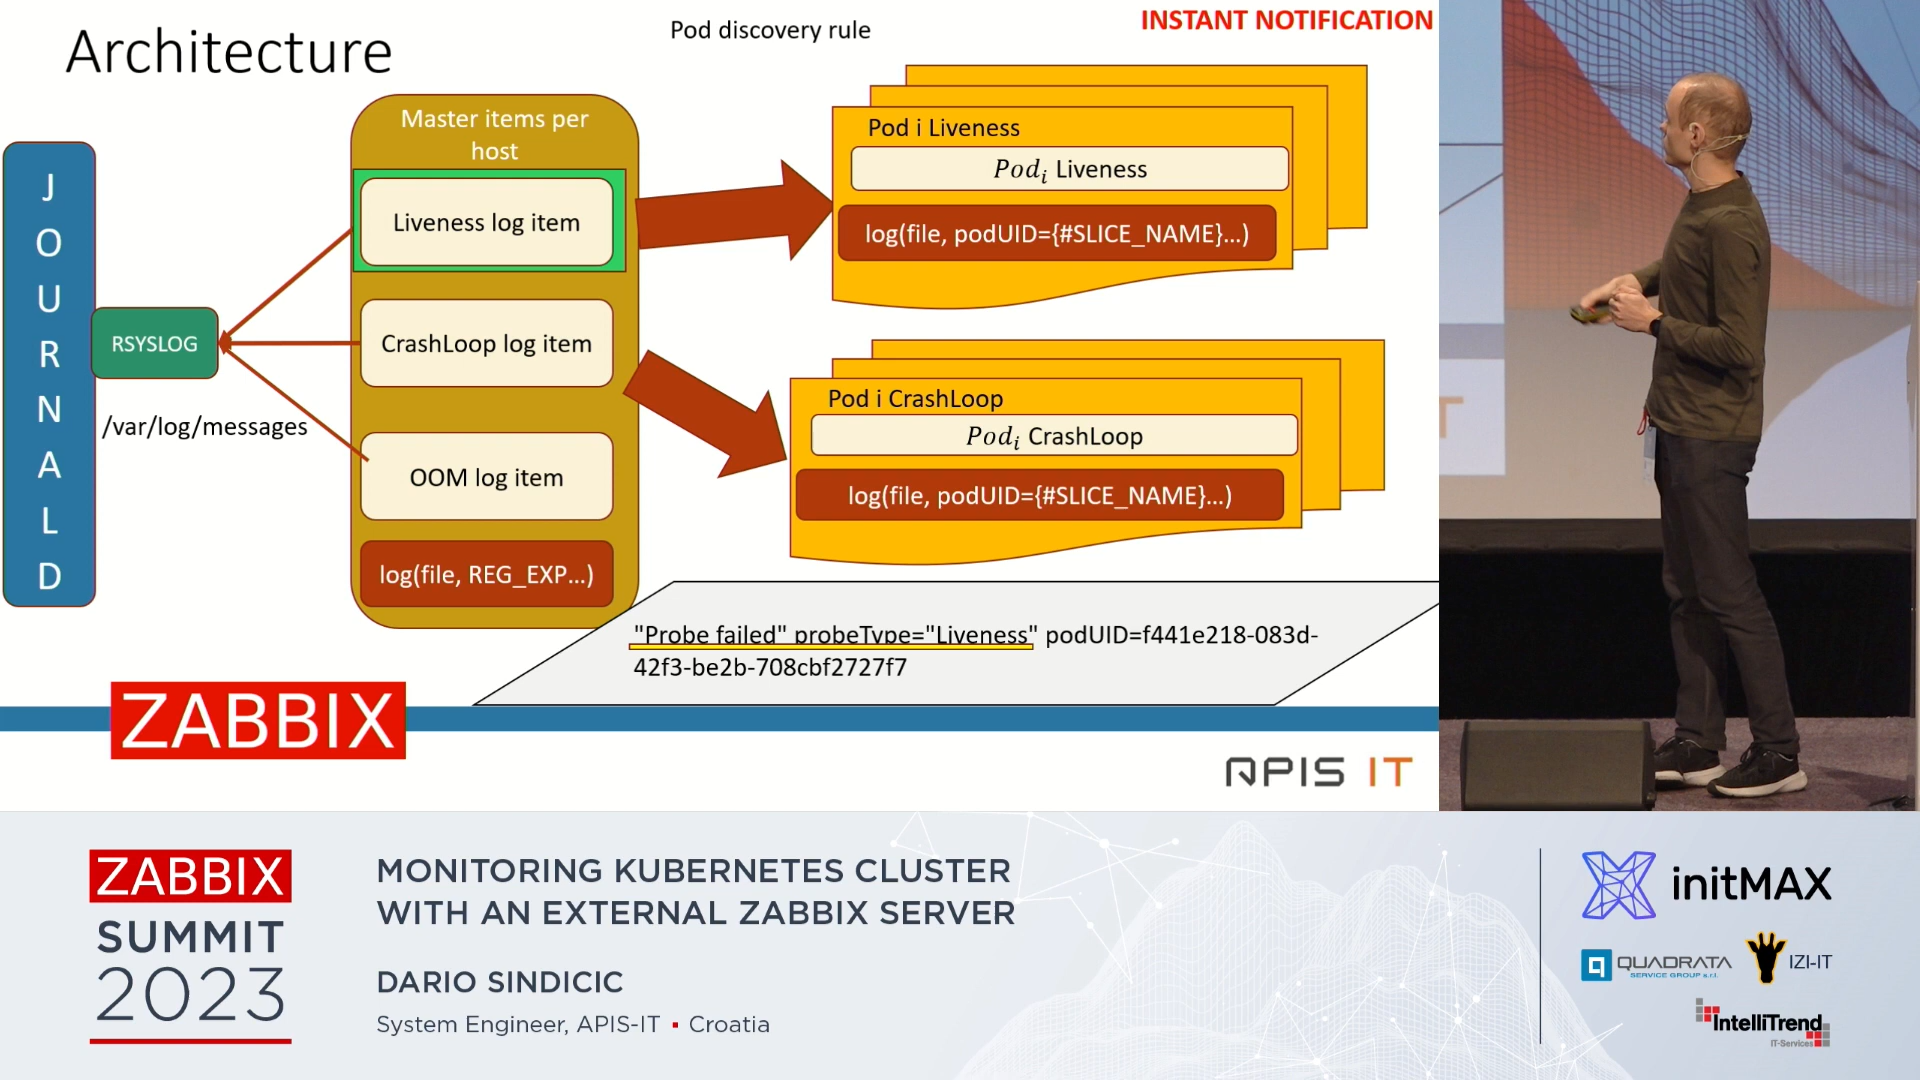 Architecture
Pod discovery rule
INSTANT NOTIFICATION
JOURNALD
RSYSLOG
/var/log/messages
Master items per
host
Liveness log item
CrashLoop log item
OOM log item
log(file, REG_EXP...)
Pod i Liveness
Podᵢ Liveness
log(file, podUID={#SLICE_NAME}...)
Pod i CrashLoop
Podᵢ CrashLoop
log(file, podUID={#SLICE_NAME}...)
"Probe failed" probeType="Liveness" podUID=f441e218-083d-
42f3-be2b-708cbf2727f7
ZABBIX
APIS IT
ZABBIX
SUMMIT
2023
MONITORING KUBERNETES CLUSTER
WITH AN EXTERNAL ZABBIX SERVER
DARIO SINDICIC
System Engineer, APIS-IT ▪ Croatia
initMAX
QUADRATA
SERVICE GROUP s.r.l.
IZI-IT
IntelliTrend
IT-Services